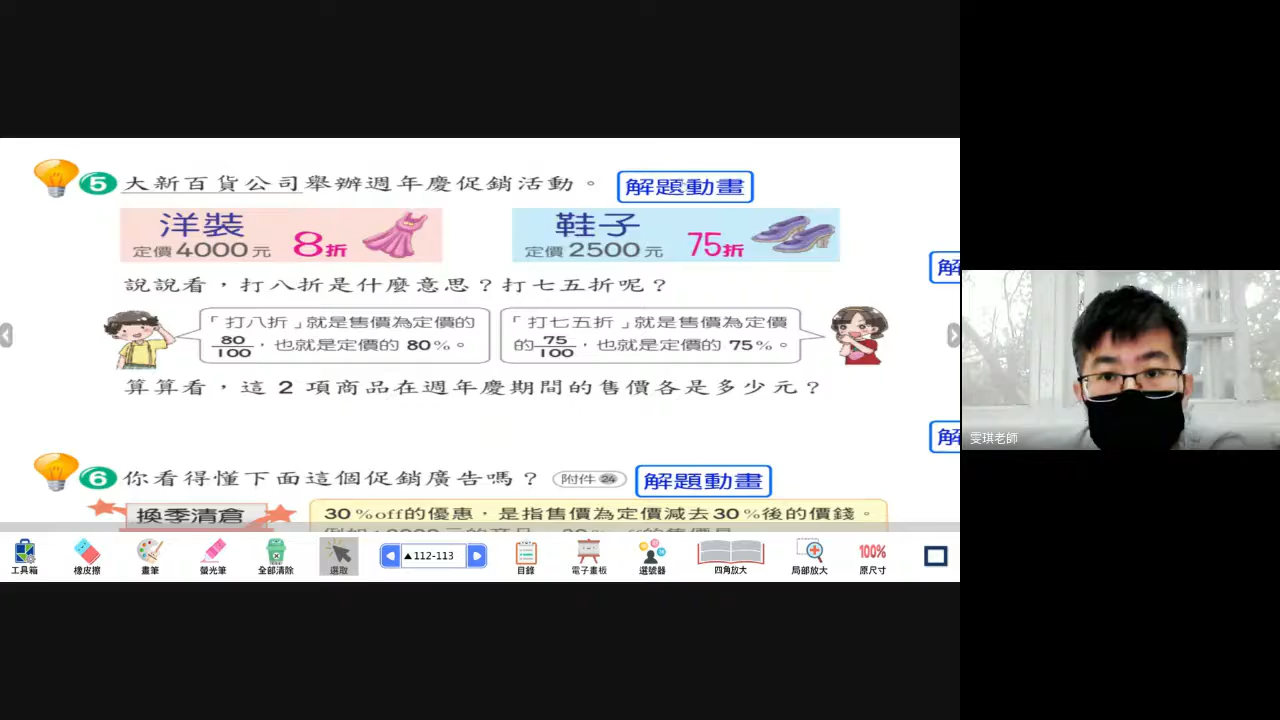 5 大新百貨公司舉辦週年慶促銷活動。 解題動畫
洋裝
定價4000元 8折
鞋子
定價2500元 75折
解
說說看，打八折是什麼意思？打七五折呢？
「打八折」就是售價為定價的
80/100，也就是定價的80%。
「打七五折」就是售價為定價
的75/100，也就是定價的75%。
算算看，這2項商品在週年慶期間的售價各是多少元？
解
6 你看得懂下面這個促銷廣告嗎？ 附件24 解題動畫
換季清倉
30%off的優惠，是指售價為定價減去30%後的價錢。
工具箱 橡皮擦 畫筆 螢光筆 全部清除 選取 ▲112-113 目錄 電子畫板 選號器 四角放大 局部放大 100% 原尺寸
雯琪老師